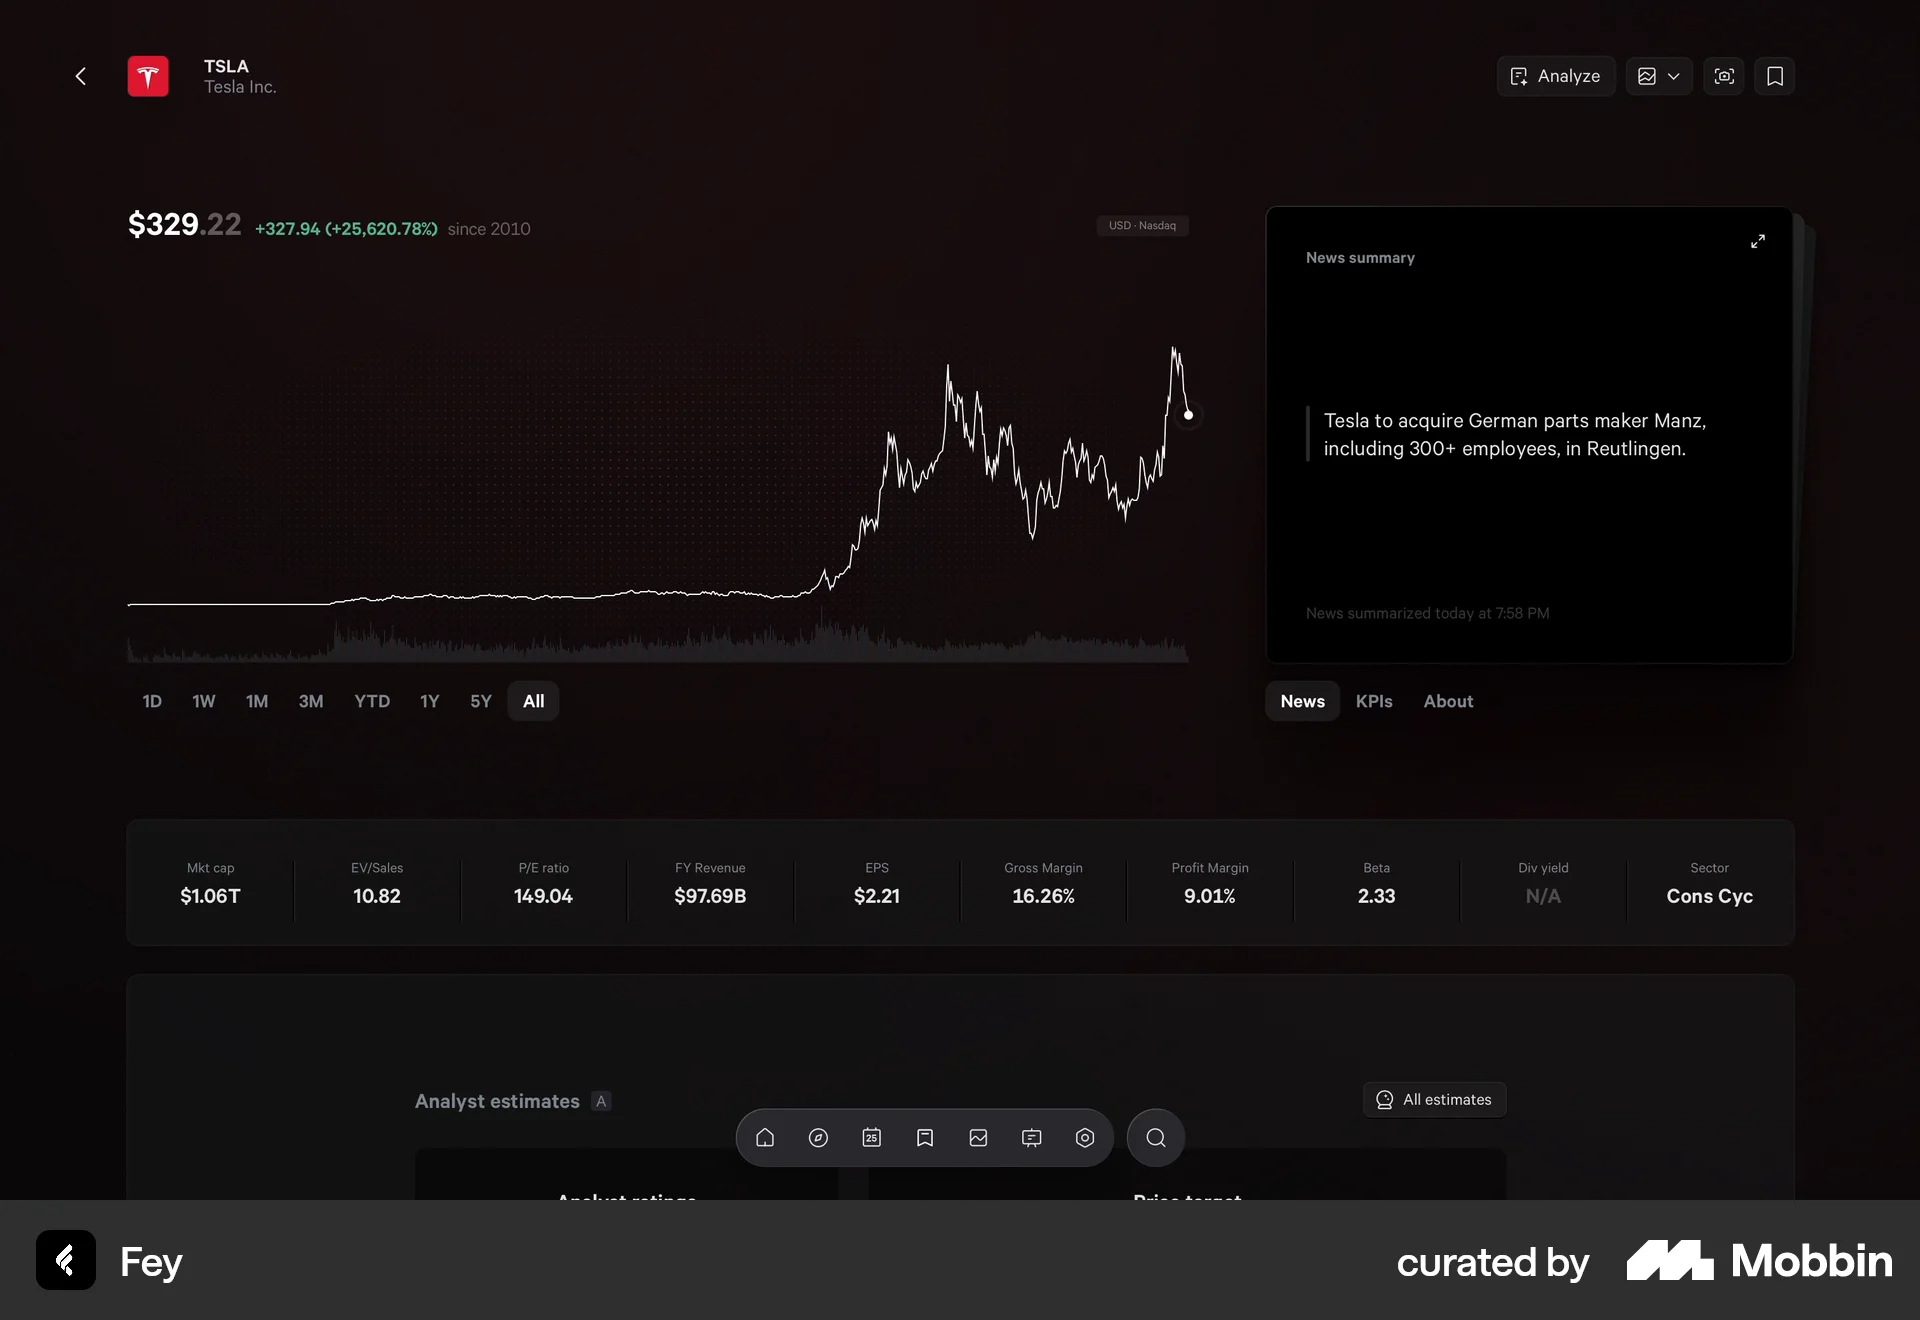 TSLA
Tesla Inc.
Analyze
$329.22 +327.94 (+25,620.78%) since 2010
USD · Nasdaq
News summary
Tesla to acquire German parts maker Manz,
including 300+ employees, in Reutlingen.
News summarized today at 7:58 PM
1D 1W 1M 3M YTD 1Y 5Y All
News KPIs About
Mkt cap
$1.06T
EV/Sales
10.82
P/E ratio
149.04
FY Revenue
$97.69B
EPS
$2.21
Gross Margin
16.26%
Profit Margin
9.01%
Beta
2.33
Div yield
N/A
Sector
Cons Cyc
Analyst estimates A
All estimates
25
Analyst ratings
Price target
Fey
curated by Mobbin